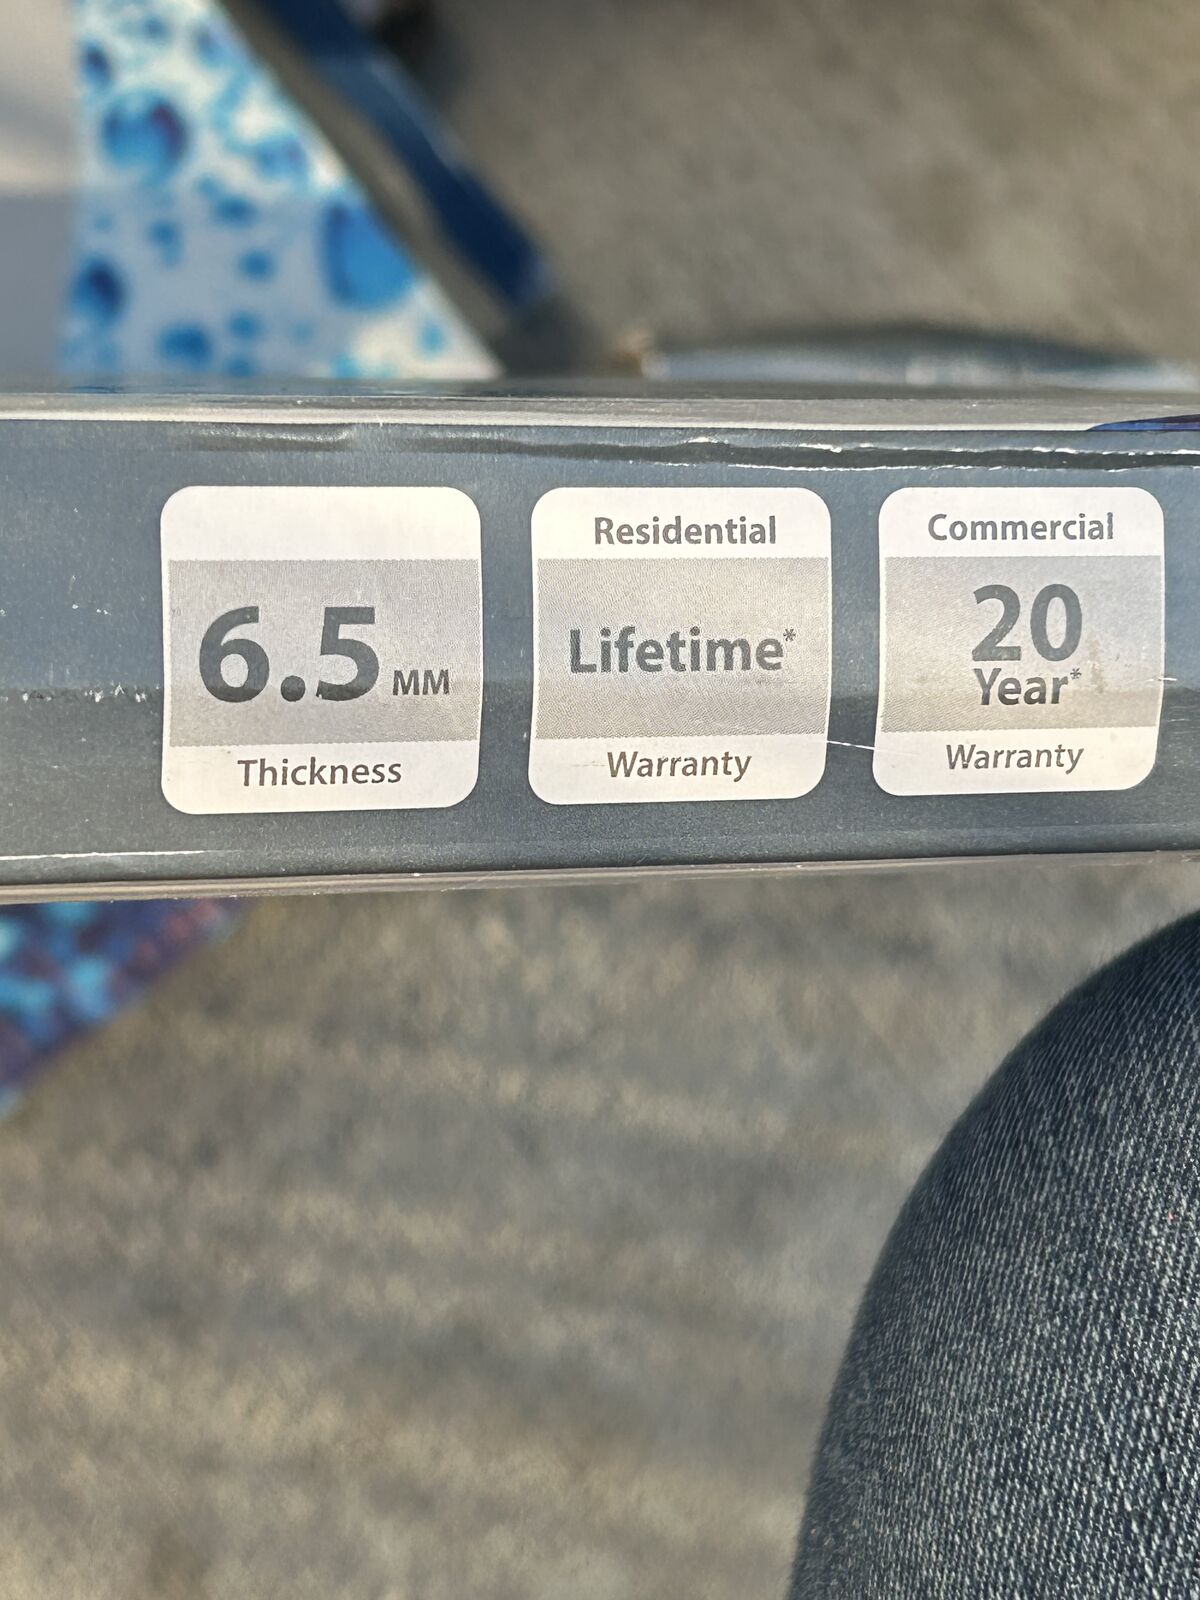 6.5 MM
Thickness
Residential
Lifetime*
Warranty
Commercial
20
Year*
Warranty